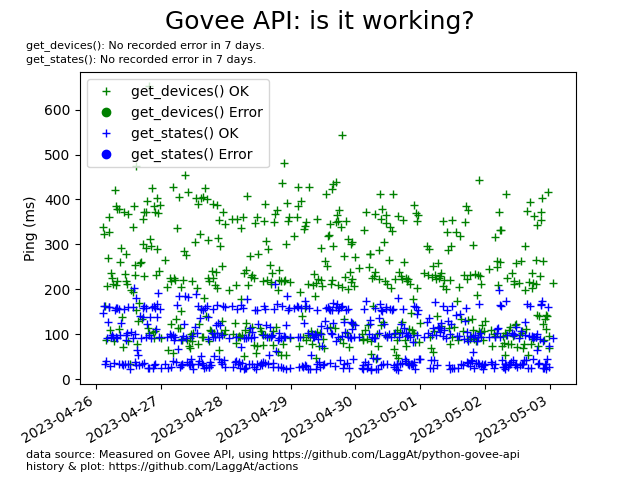 Govee API: is it working?
get_devices(): No recorded error in 7 days.
get_states(): No recorded error in 7 days.
get_devices() OK
get_devices() Error
get_states() OK
get_states() Error
Ping (ms)
600
500
400
300
200
100
0
2023-04-26
2023-04-27
2023-04-28
2023-04-29
2023-04-30
2023-05-01
2023-05-02
2023-05-03
data source: Measured on Govee API, using https://github.com/LaggAt/python-govee-api
history & plot: https://github.com/LaggAt/actions